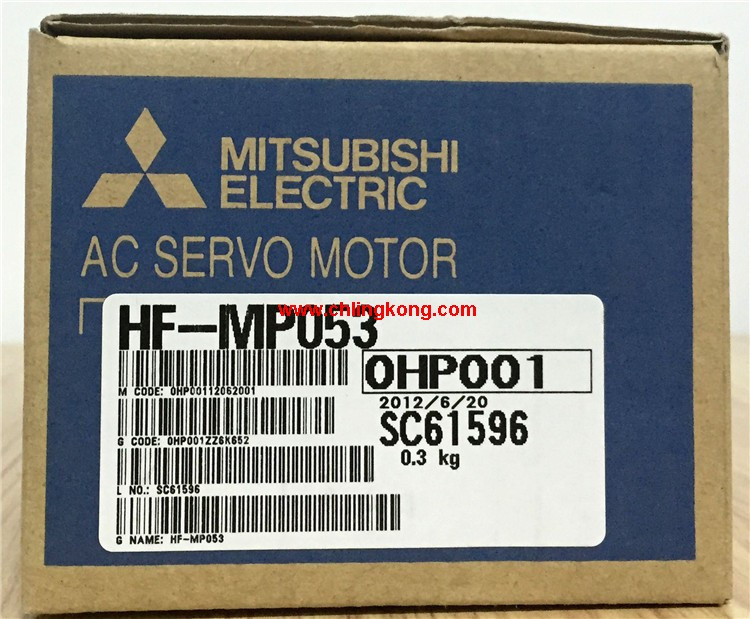 MITSUBISHI
ELECTRIC
AC SERVO MOTOR
www.chlingkong.com
HF-MP053
0HP001
M CODE: 0HP00112062001
2012/6/20
SC61596
G CODE: 0HP001ZZ6K652
0.3 kg
L NO.: SC61596
G NAME: HF-MP053